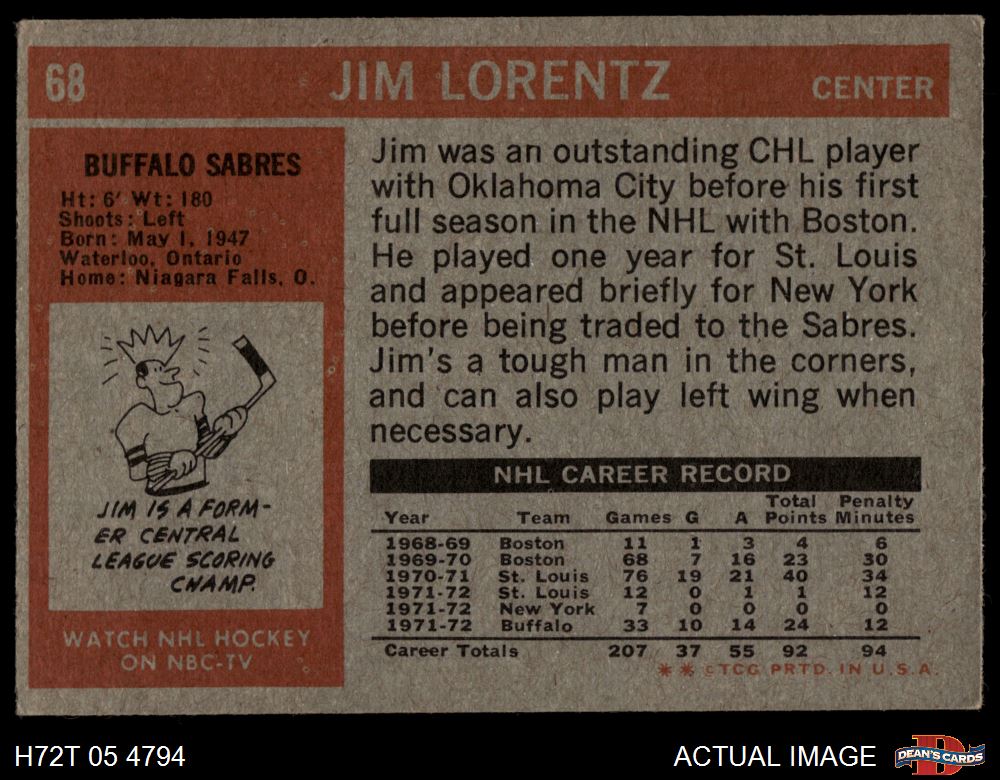 68
JIM LORENTZ
CENTER
BUFFALO SABRES
Ht: 6' Wt: 180
Shoots: Left
Born: May 1, 1947
Waterloo, Ontario
Home: Niagara Falls, O.
JIM IS A FORM-
ER CENTRAL
LEAGUE SCORING
CHAMP.
WATCH NHL HOCKEY
ON NBC-TV
Jim was an outstanding CHL player
with Oklahoma City before his first
full season in the NHL with Boston.
He played one year for St. Louis
and appeared briefly for New York
before being traded to the Sabres.
Jim's a tough man in the corners,
and can also play left wing when
necessary.
NHL CAREER RECORD
Year Team Games G A Total Points Penalty Minutes
1968-69 Boston 11 1 3 4 6
1969-70 Boston 68 7 16 23 30
1970-71 St. Louis 76 19 21 40 34
1971-72 St. Louis 12 0 1 1 12
1971-72 New York 7 0 0 0 0
1971-72 Buffalo 33 10 14 24 12
Career Totals 207 37 55 92 94
** ©TCG PRTD. IN U.S.A.
H72T 05 4794
ACTUAL IMAGE
D
DEAN'S CARDS